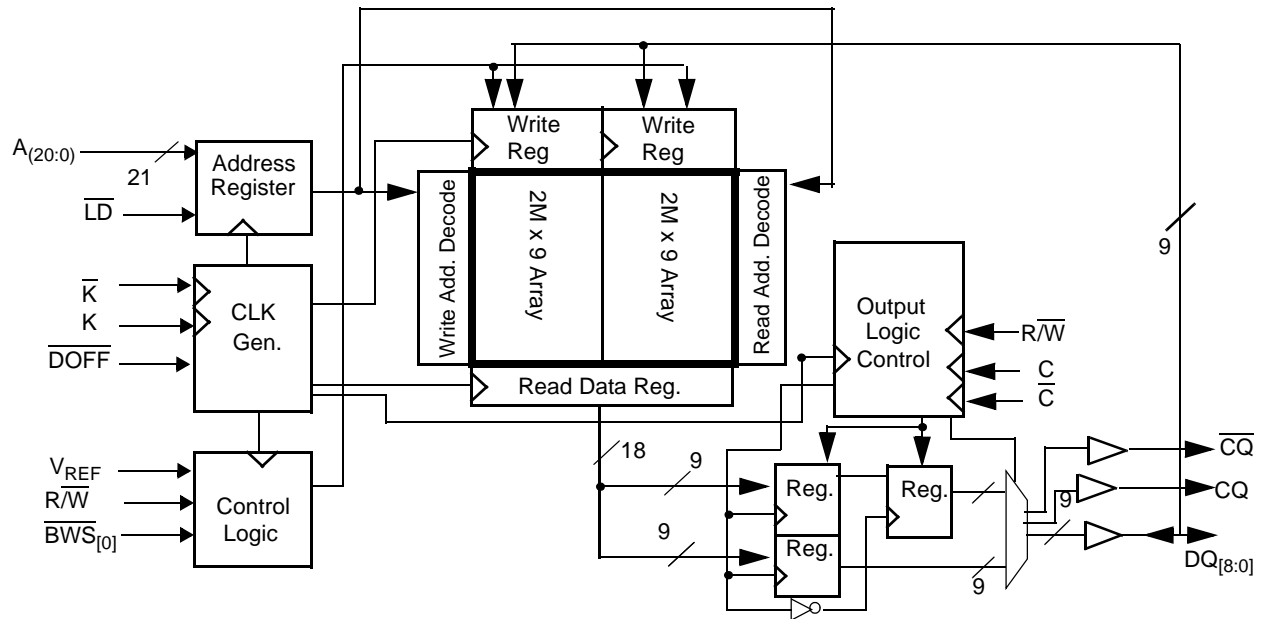 A(20:0)
21
LD
Address
Register
K
K
DOFF
CLK
Gen.
VREF
R/W
BWS[0]
Control
Logic
Write
Reg
Write
Reg
Write Add. Decode
2M x 9 Array
2M x 9 Array
Read Add. Decode
Read Data Reg.
Output
Logic
Control
R/W
C
C
9
18
9
9
Reg.
Reg.
Reg.
9
9
CQ
CQ
DQ[8:0]